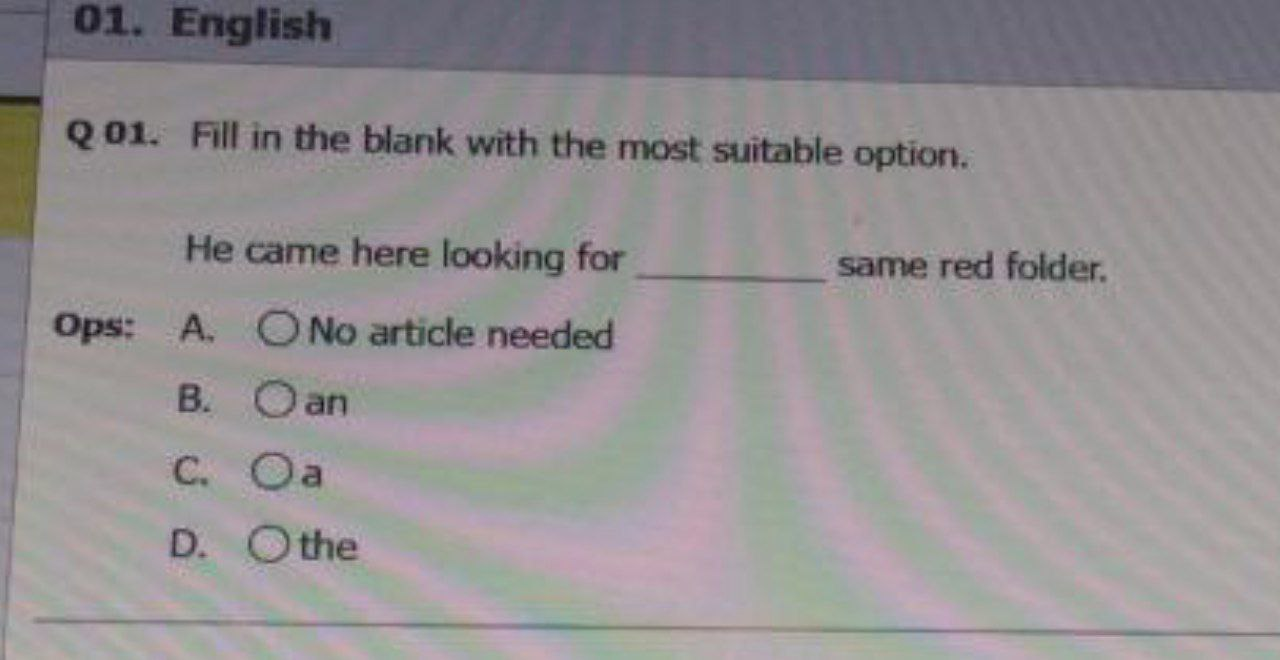 01. English
Q 01. Fill in the blank with the most suitable option.
He came here looking for __________ same red folder.
Ops: A. No article needed
B. an
C. a
D. the